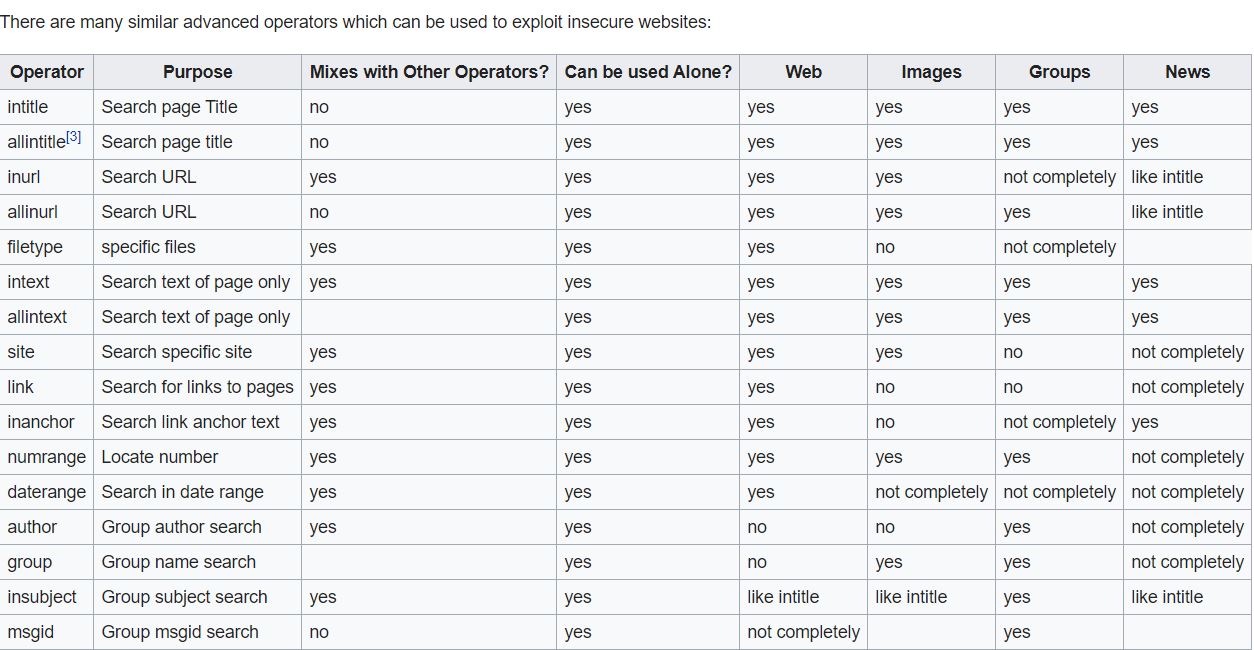 There are many similar advanced operators which can be used to exploit insecure websites:
Operator Purpose Mixes with Other Operators? Can be used Alone? Web Images Groups News
intitle Search page Title no yes yes yes yes yes
allintitle[3] Search page title no yes yes yes yes yes
inurl Search URL yes yes yes yes not completely like intitle
allinurl Search URL no yes yes yes yes like intitle
filetype specific files yes yes yes no not completely
intext Search text of page only yes yes yes yes yes yes
allintext Search text of page only yes yes yes yes yes
site Search specific site yes yes yes yes no not completely
link Search for links to pages yes yes yes no no not completely
inanchor Search link anchor text yes yes yes no not completely yes
numrange Locate number yes yes yes yes yes not completely
daterange Search in date range yes yes yes not completely not completely not completely
author Group author search yes yes no no yes not completely
group Group name search yes no yes yes not completely
insubject Group subject search yes yes like intitle like intitle yes like intitle
msgid Group msgid search no yes not completely yes